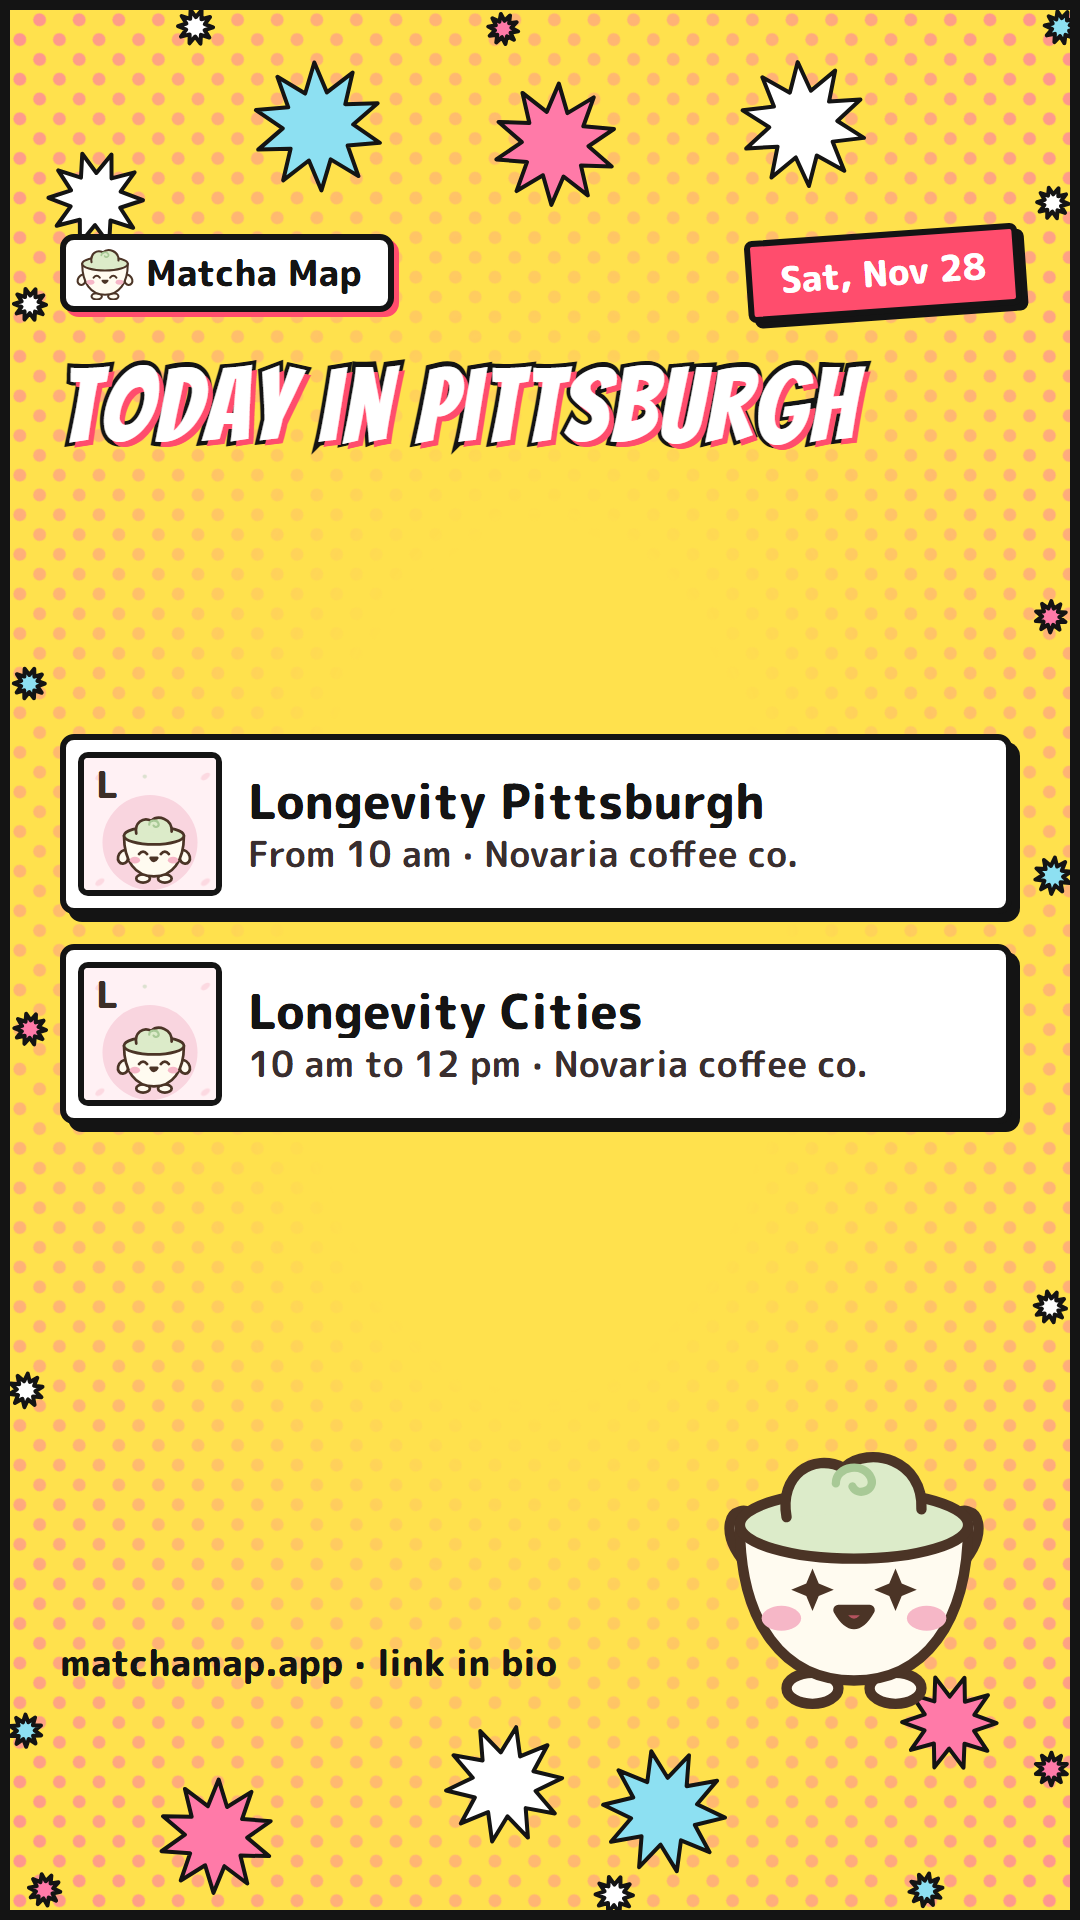 Matcha Map
Sat, Nov 28
TODAY IN PITTSBURGH
L
Longevity Pittsburgh
From 10 am · Novaria coffee co.
L
Longevity Cities
10 am to 12 pm · Novaria coffee co.
matchamap.app · link in bio